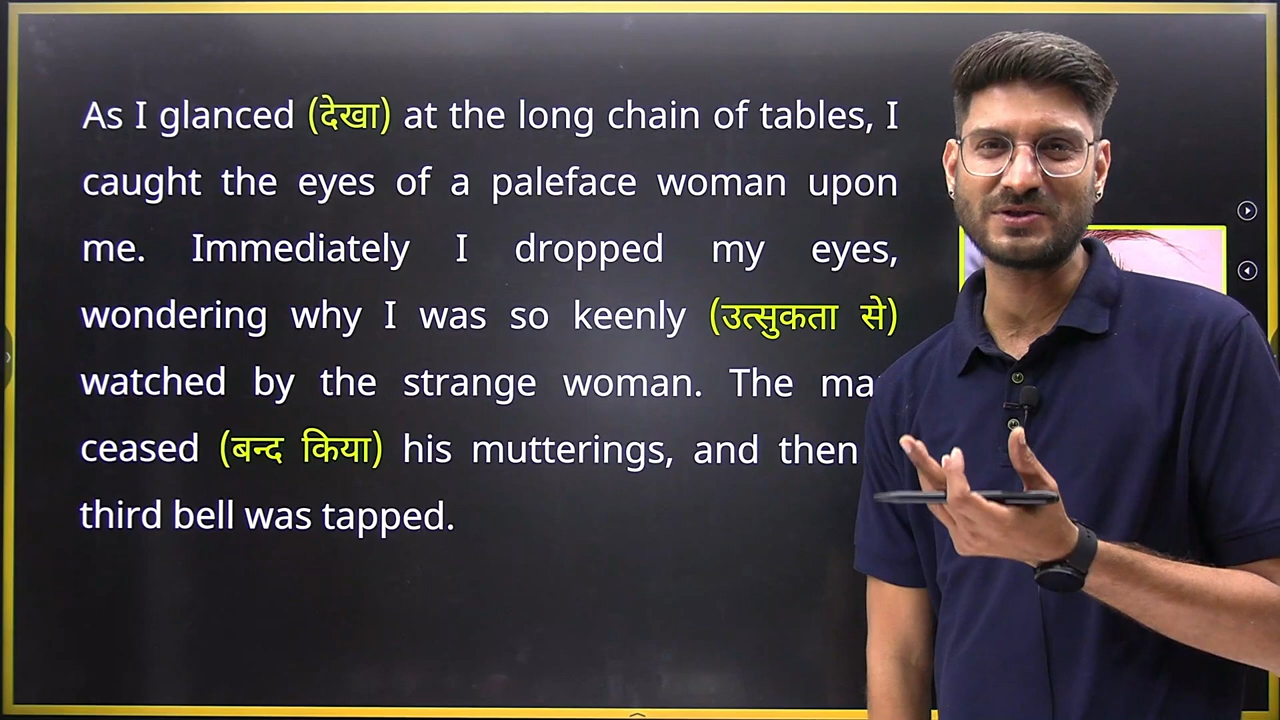 As I glanced (देखा) at the long chain of tables, I
caught the eyes of a paleface woman upon
me. Immediately I dropped my eyes,
wondering why I was so keenly (उत्सुकता से)
watched by the strange woman. The
ceased (बन्द किया) his mutterings, and then
third bell was tapped.